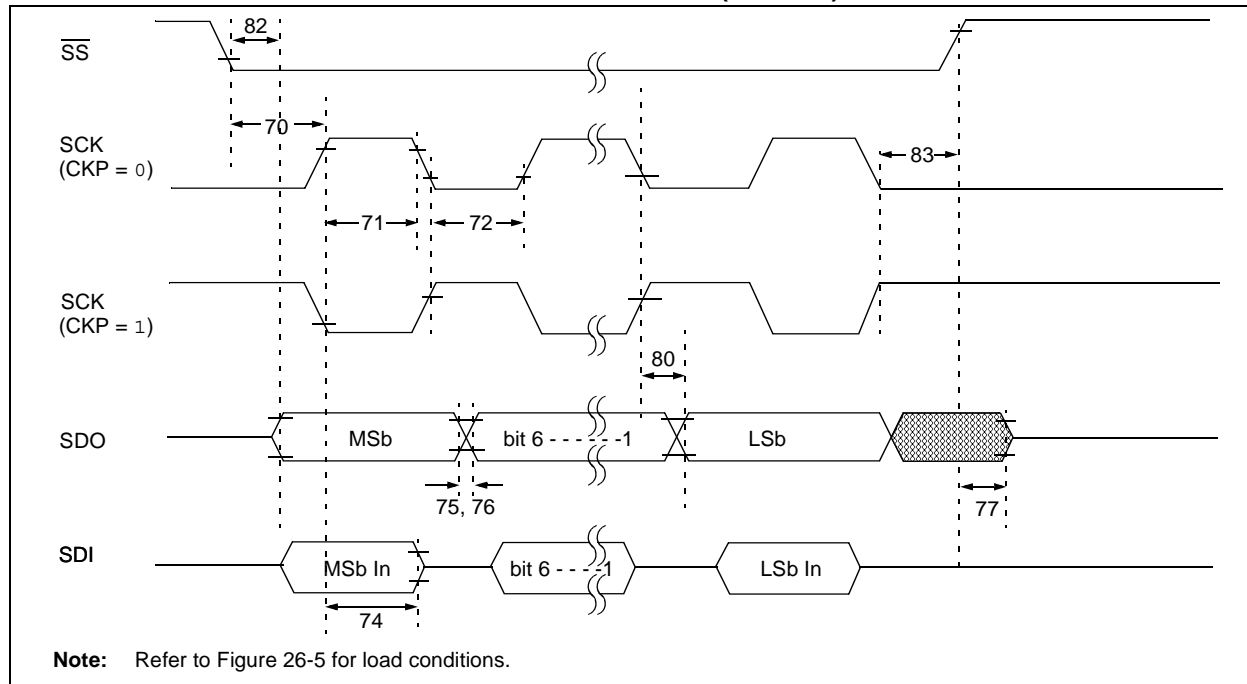 82
SS
70
SCK
(CKP = 0)
83
71
72
SCK
(CKP = 1)
80
SDO
MSb
bit 6 - - - - - -1
LSb
75, 76
77
SDI
MSb In
bit 6 - - - -1
LSb In
74
Note: Refer to Figure 26-5 for load conditions.